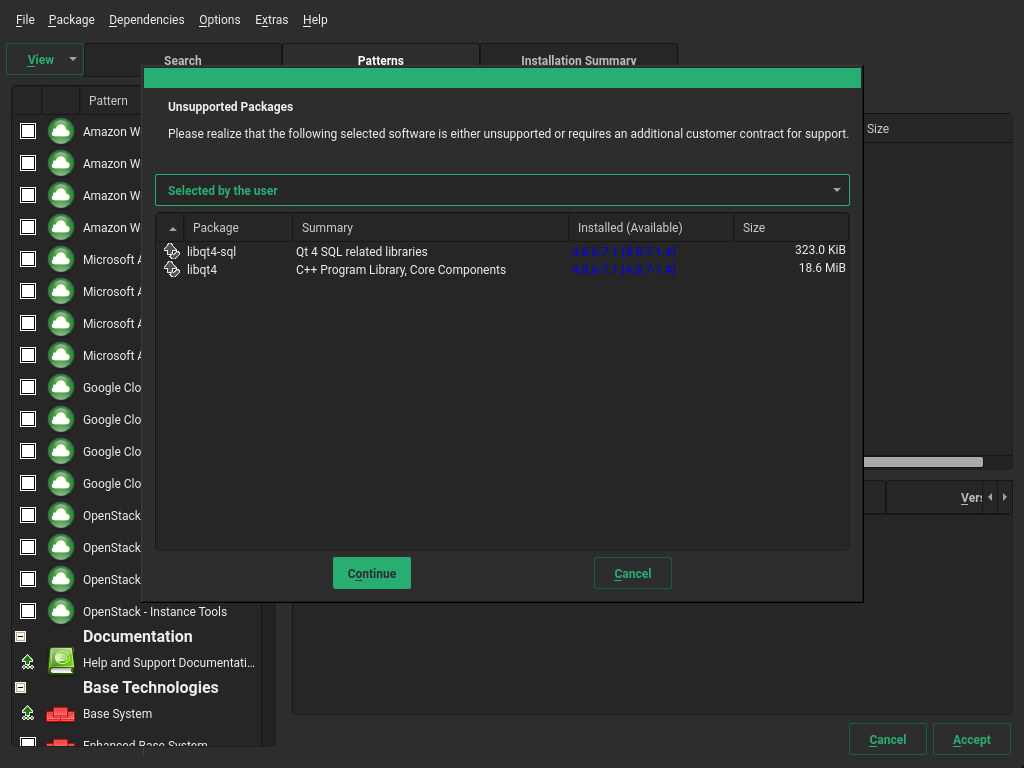 File Package Dependencies Options Extras Help
View Search Patterns Installation Summary
Pattern
Size
Unsupported Packages
Please realize that the following selected software is either unsupported or requires an additional customer contract for support.
Selected by the user
Package Summary Installed (Available) Size
libqt4-sql Qt 4 SQL related libraries 323.0 KiB
libqt4 C++ Program Library, Core Components 18.6 MiB
Continue Cancel
Amazon W
Amazon W
Amazon W
Amazon W
Microsoft A
Microsoft A
Microsoft A
Microsoft A
Google Clo
Google Clo
Google Clo
Google Clo
OpenStack
OpenStack
OpenStack
OpenStack - Instance Tools
Documentation
Help and Support Documentati...
Base Technologies
Base System
Enhanced Base System
Vers
Cancel Accept